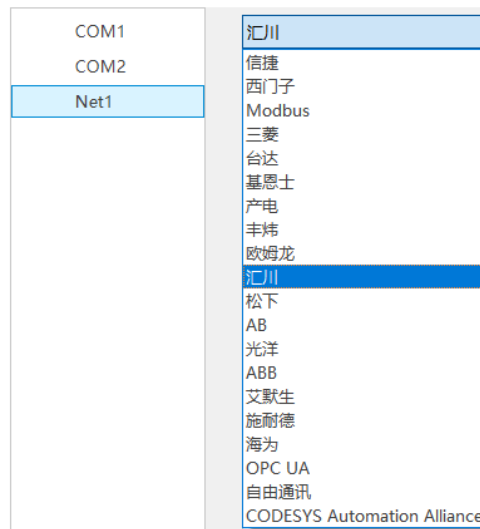 COM1
COM2
Net1
汇川
信捷
西门子
Modbus
三菱
台达
基恩士
产电
丰炜
欧姆龙
汇川
松下
AB
光洋
ABB
艾默生
施耐德
海为
OPC UA
自由通讯
CODESYS Automation Alliance